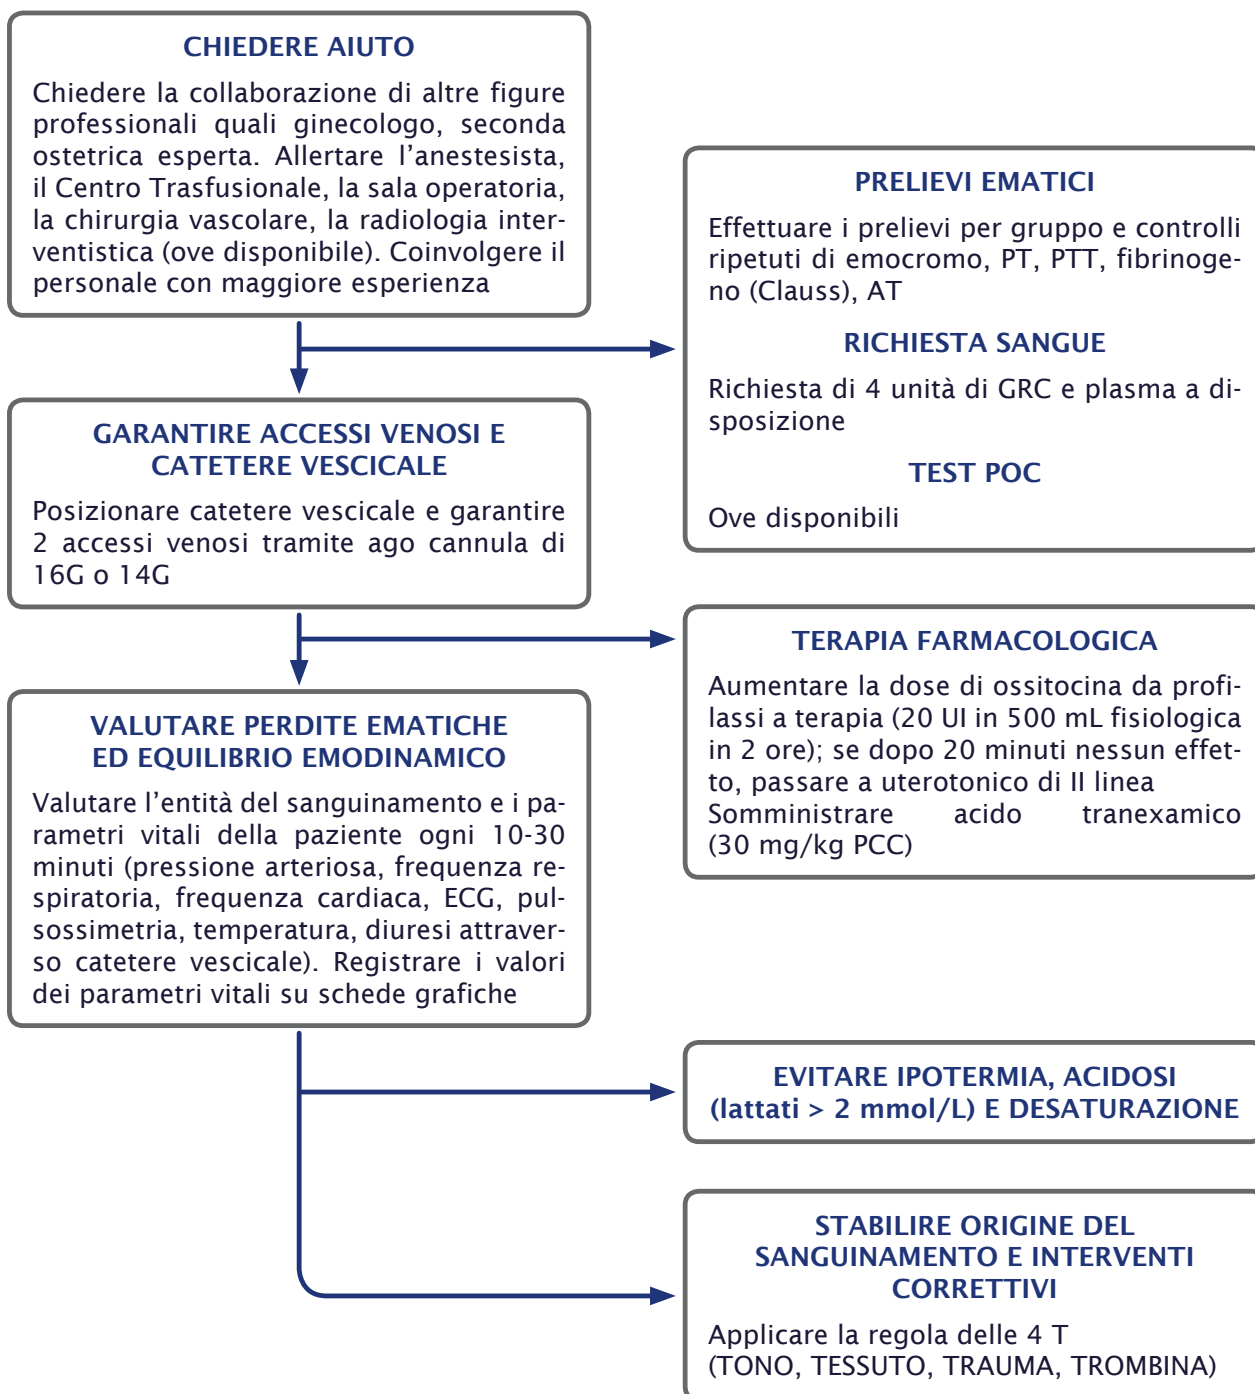 CHIEDERE AIUTO
Chiedere la collaborazione di altre figure
professionali quali ginecologo, seconda
ostetrica esperta. Allertare l'anestesista,
il Centro Trasfusionale, la sala operatoria,
la chirurgia vascolare, la radiologia inter-
ventistica (ove disponibile). Coinvolgere il
personale con maggiore esperienza
PRELIEVI EMATICI
Effettuare i prelievi per gruppo e controlli
ripetuti di emocromo, PT, PTT, fibrinoge-
no (Clauss), AT
RICHIESTA SANGUE
Richiesta di 4 unità di GRC e plasma a di-
sposizione
TEST POC
Ove disponibili
GARANTIRE ACCESSI VENOSI E
CATETERE VESCICALE
Posizionare catetere vescicale e garantire
2 accessi venosi tramite ago cannula di
16G o 14G
TERAPIA FARMACOLOGICA
Aumentare la dose di ossitocina da profi-
lassi a terapia (20 UI in 500 mL fisiologica
in 2 ore); se dopo 20 minuti nessun effet-
to, passare a uterotonico di II linea
Somministrare acido tranexamico
(30 mg/kg PCC)
VALUTARE PERDITE EMATICHE
ED EQUILIBRIO EMODINAMICO
Valutare l'entità del sanguinamento e i pa-
rametri vitali della paziente ogni 10-30
minuti (pressione arteriosa, frequenza re-
spiratoria, frequenza cardiaca, ECG, pul-
sossimetria, temperatura, diuresi attraver-
so catetere vescicale). Registrare i valori
dei parametri vitali su schede grafiche
EVITARE IPOTERMIA, ACIDOSI
(lattati > 2 mmol/L) E DESATURAZIONE
STABILIRE ORIGINE DEL
SANGUINAMENTO E INTERVENTI
CORRETTIVI
Applicare la regola delle 4 T
(TONO, TESSUTO, TRAUMA, TROMBINA)